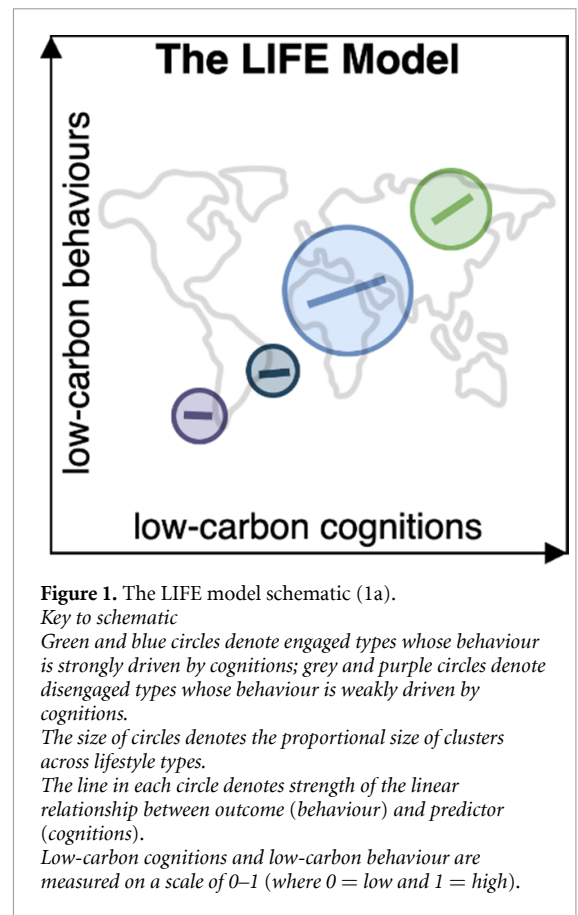 The LIFE Model
low-carbon behaviours
low-carbon cognitions
Figure 1. The LIFE model schematic (1a).
Key to schematic
Green and blue circles denote engaged types whose behaviour
is strongly driven by cognitions; grey and purple circles denote
disengaged types whose behaviour is weakly driven by
cognitions.
The size of circles denotes the proportional size of clusters
across lifestyle types.
The line in each circle denotes strength of the linear
relationship between outcome (behaviour) and predictor
(cognitions).
Low-carbon cognitions and low-carbon behaviour are
measured on a scale of 0–1 (where 0 = low and 1 = high).